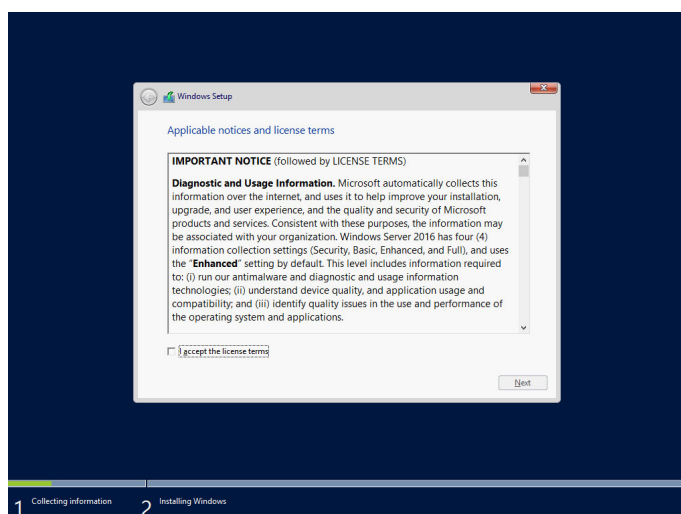 Windows Setup
Applicable notices and license terms
IMPORTANT NOTICE (followed by LICENSE TERMS)
Diagnostic and Usage Information. Microsoft automatically collects this
information over the internet, and uses it to help improve your installation,
upgrade, and user experience, and the quality and security of Microsoft
products and services. Consistent with these purposes, the information may
be associated with your organization. Windows Server 2016 has four (4)
information collection settings (Security, Basic, Enhanced, and Full), and uses
the "Enhanced" setting by default. This level includes information required
to: (i) run our antimalware and diagnostic and usage information
technologies; (ii) understand device quality, and application usage and
compatibility; and (iii) identify quality issues in the use and performance of
the operating system and applications.
I accept the license terms
Next
1 Collecting information 2 Installing Windows